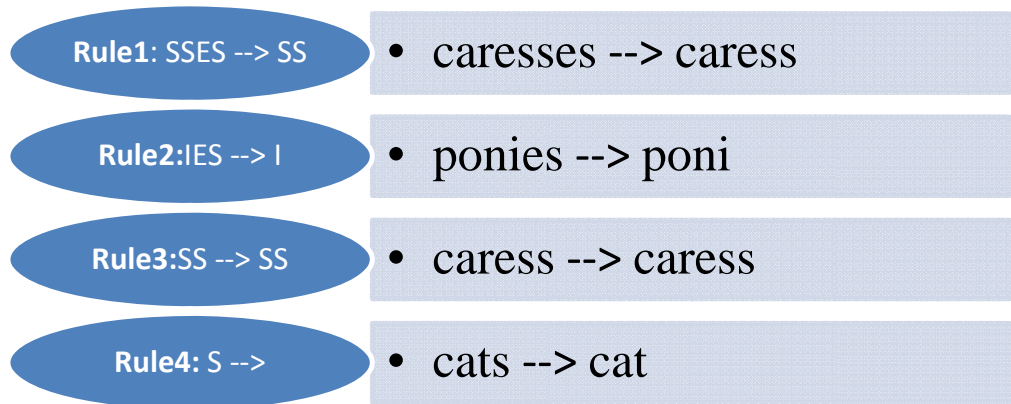 Rule1: SSES --> SS
• caresses --> caress
Rule2:IES --> I
• ponies --> poni
Rule3:SS --> SS
• caress --> caress
Rule4: S -->
• cats --> cat